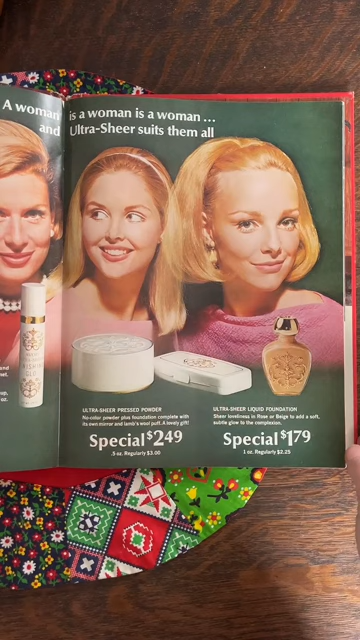 A woman is a woman is a woman ...
and Ultra-Sheer suits them all
ULTRA-SHEER PRESSED POWDER
No-color powder plus foundation complete with
its own mirror and lamb's wool puff. A lovely gift!
Special $2.49
.5 oz. Regularly $3.00
ULTRA-SHEER LIQUID FOUNDATION
Sheer loveliness in Rose or Beige to add a soft,
subtle glow to the complexion.
Special $1.79
1 oz. Regularly $2.25